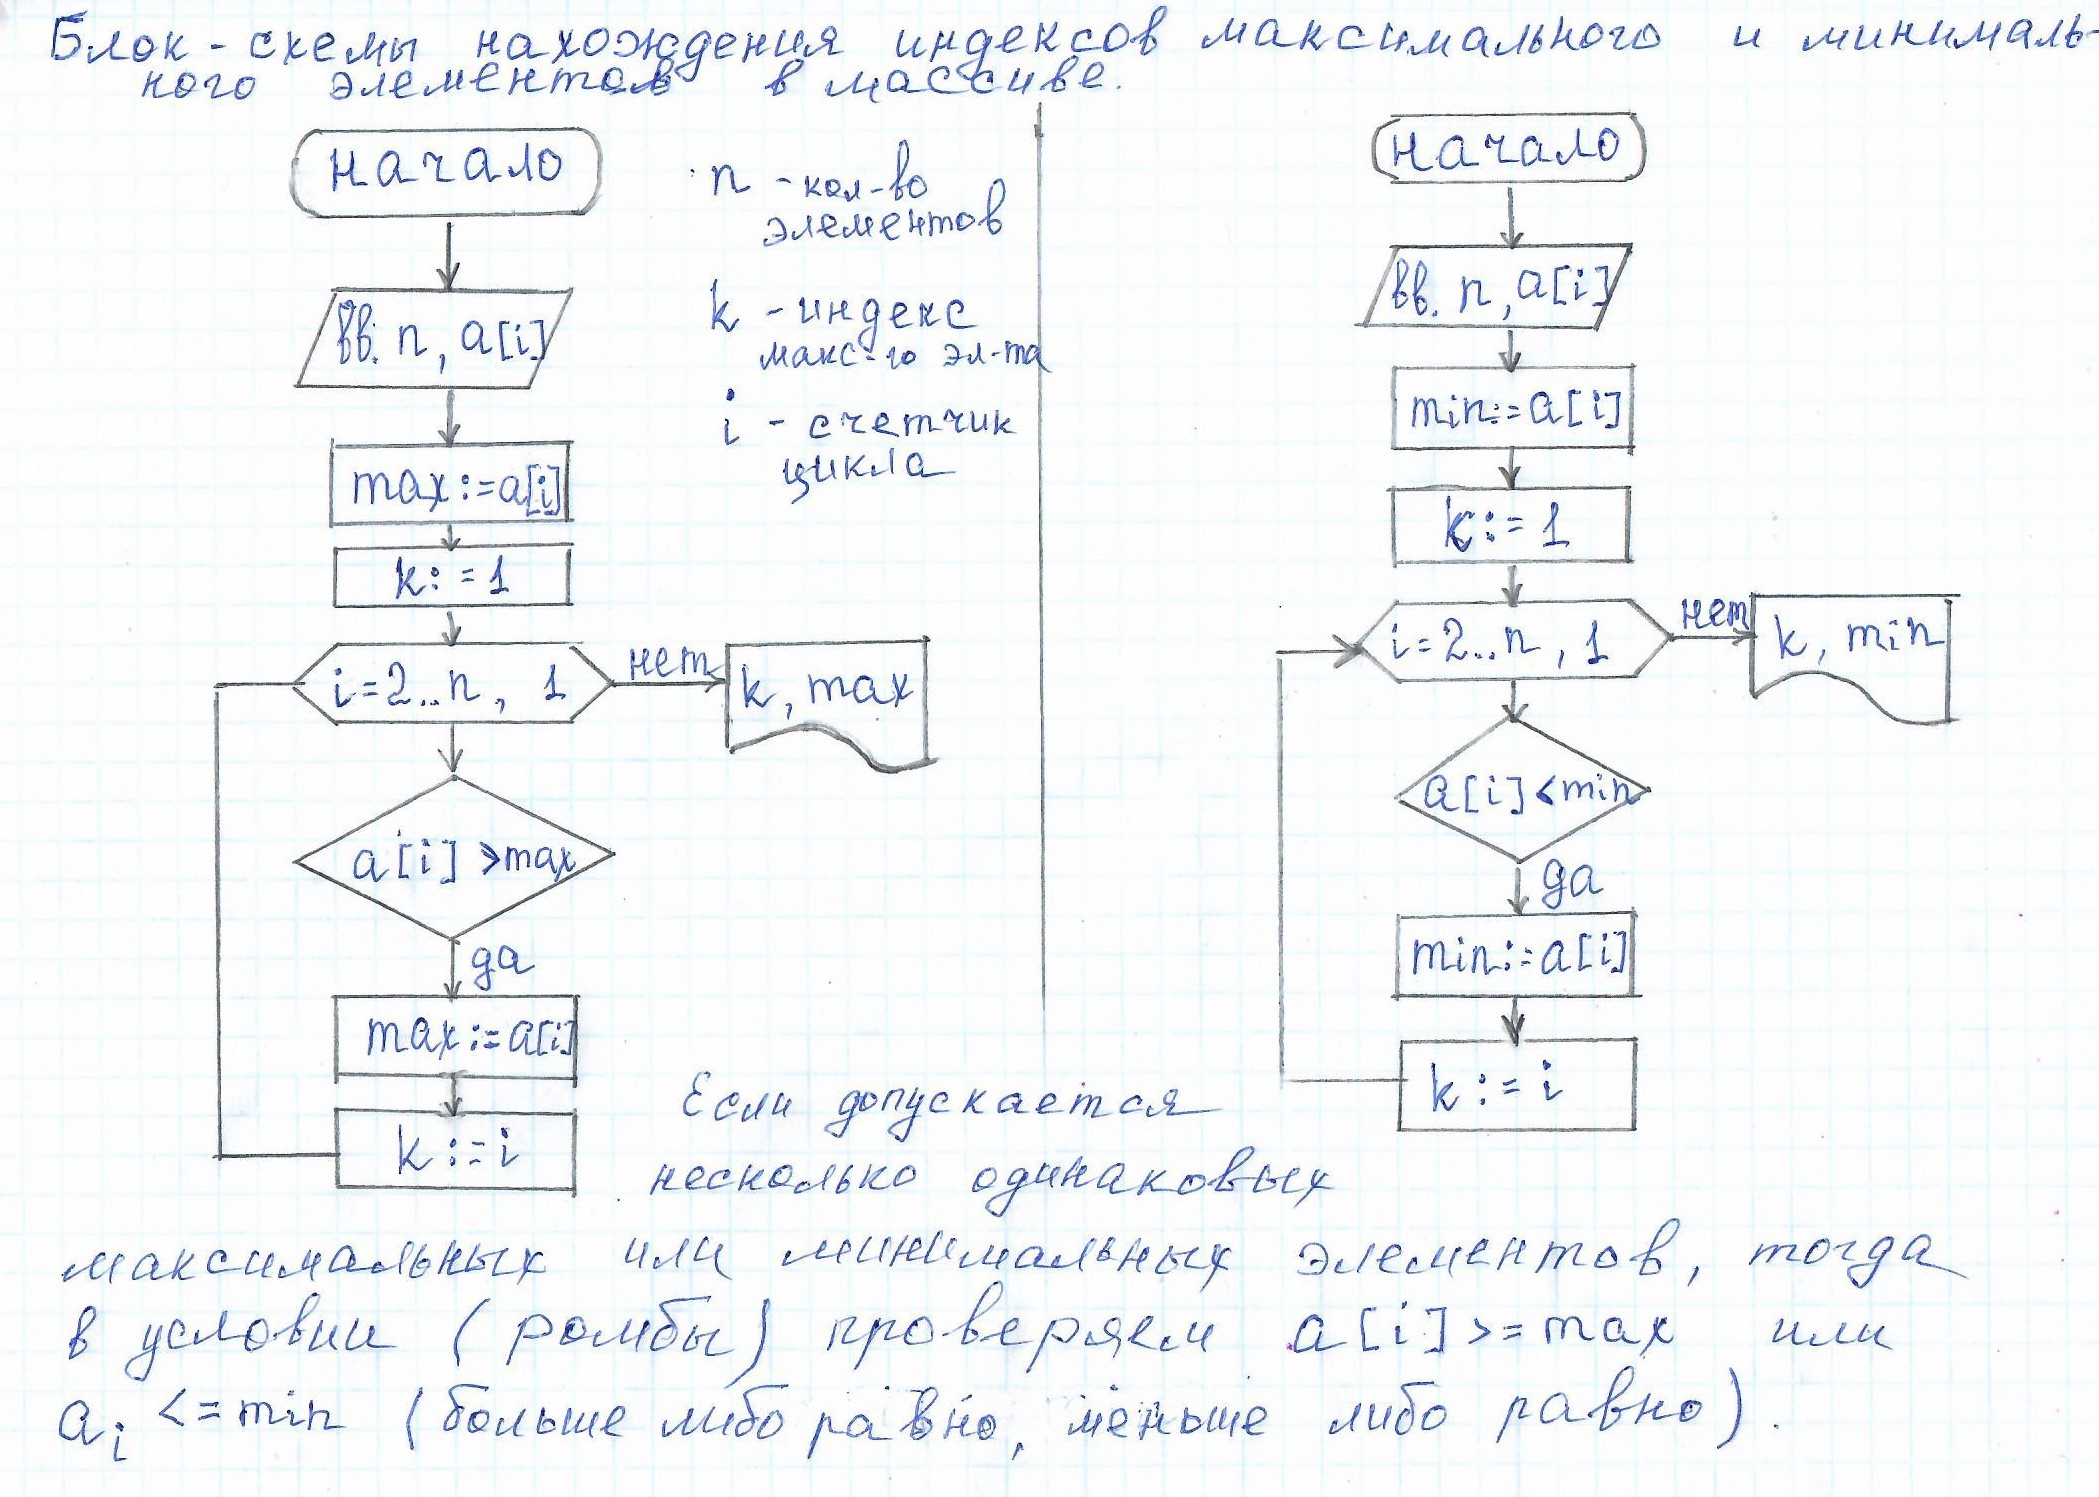 Блок-схемы нахождения индексов максимального и минималь-
ного элементов в массиве.
начало
вв. n, a[i]
max:=a[i]
k:=1
i=2..n, 1
нет
k, max
a[i] >max
да
max:=a[i]
k:=i
n - кол-во
элементов
k - индекс
макс-го эл-та
i - счетчик
цикла
начало
вв. n, a[i]
min:=a[i]
k:=1
i=2..n, 1
нет
k, min
a[i]<min
да
min:=a[i]
k:=i
Если допускается
несколько одинаковых
максимальных или минимальных элементов, тогда
в условии (ромбы) проверяем a[i]>=max или
ai <=min (больше либо равно, меньше либо равно).